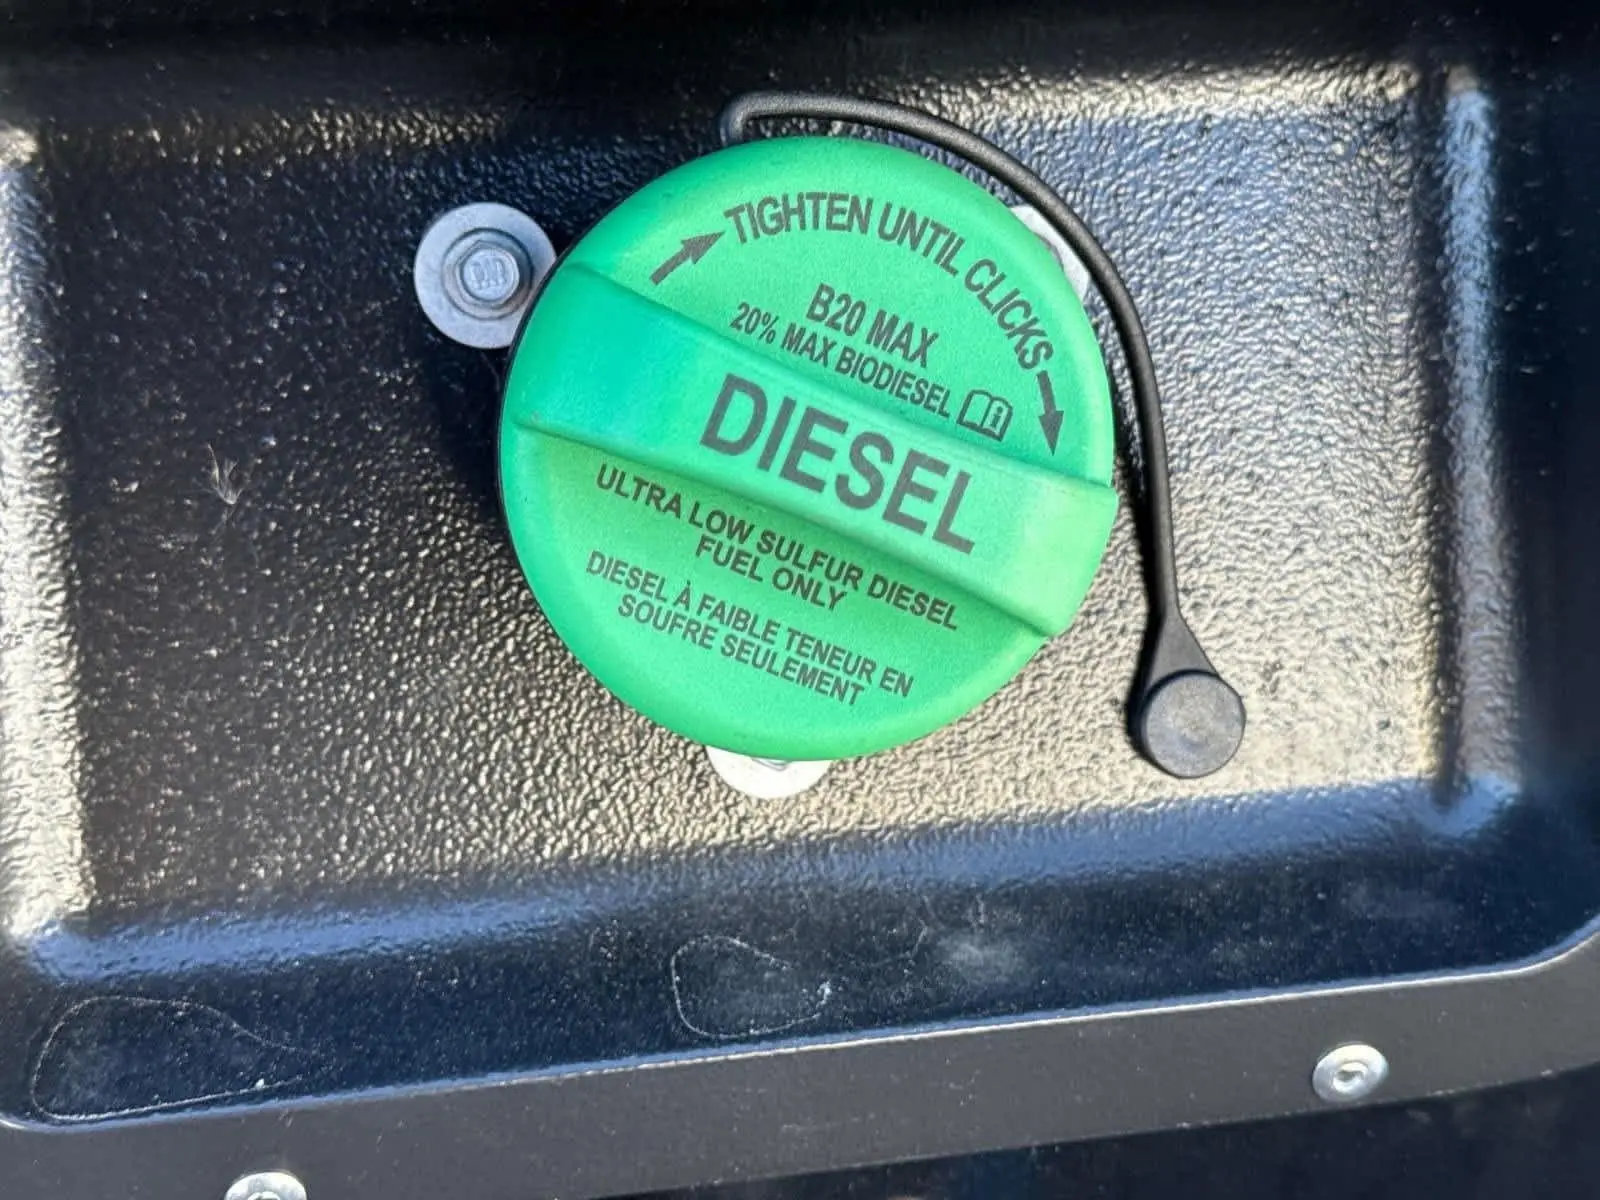 TIGHTEN UNTIL CLICKS
B20 MAX
20% MAX BIODIESEL
DIESEL
ULTRA LOW SULFUR DIESEL
FUEL ONLY
DIESEL À FAIBLE TENEUR EN
SOUFRE SEULEMENT